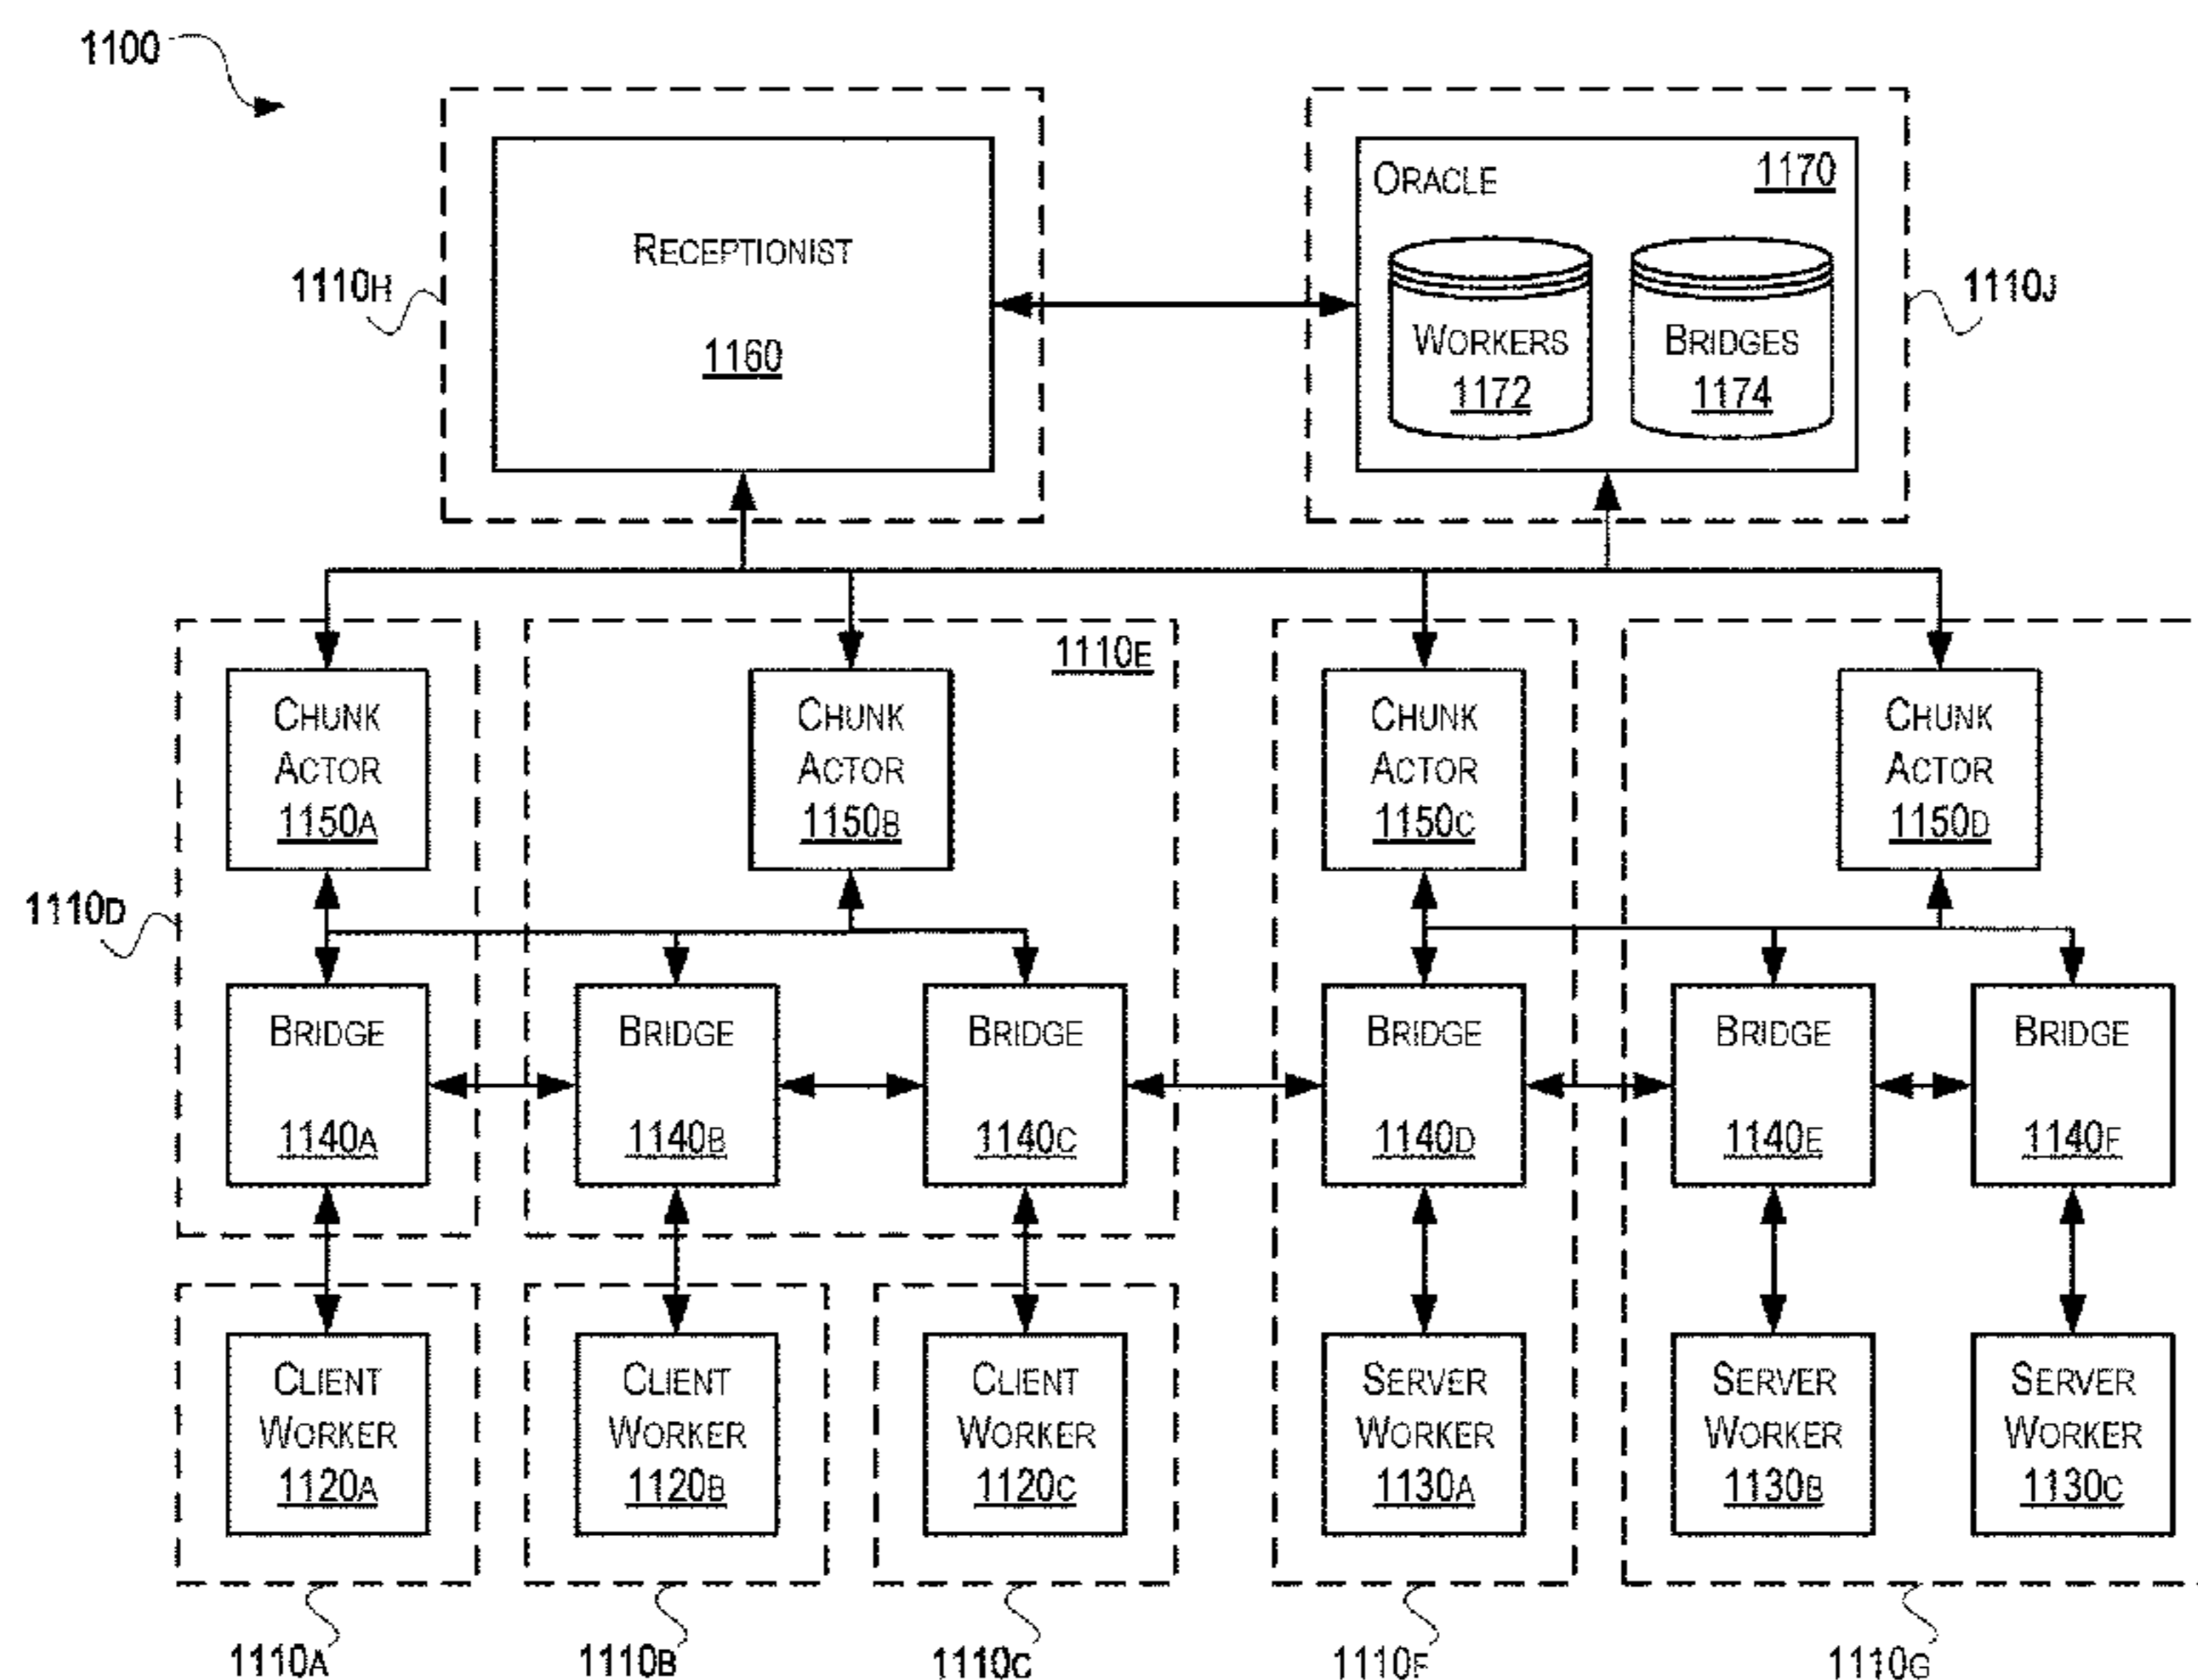 1100
RECEPTIONIST
1160
1110H
ORACLE
1170
WORKERS
1172
BRIDGES
1174
1110J
1110E
CHUNK
ACTOR
1150A
CHUNK
ACTOR
1150B
CHUNK
ACTOR
1150C
CHUNK
ACTOR
1150D
1110D
BRIDGE
1140A
BRIDGE
1140B
BRIDGE
1140C
BRIDGE
1140D
BRIDGE
1140E
BRIDGE
1140F
CLIENT
WORKER
1120A
CLIENT
WORKER
1120B
CLIENT
WORKER
1120C
SERVER
WORKER
1130A
SERVER
WORKER
1130B
SERVER
WORKER
1130C
1110A
1110B
1110C
1110F
1110G